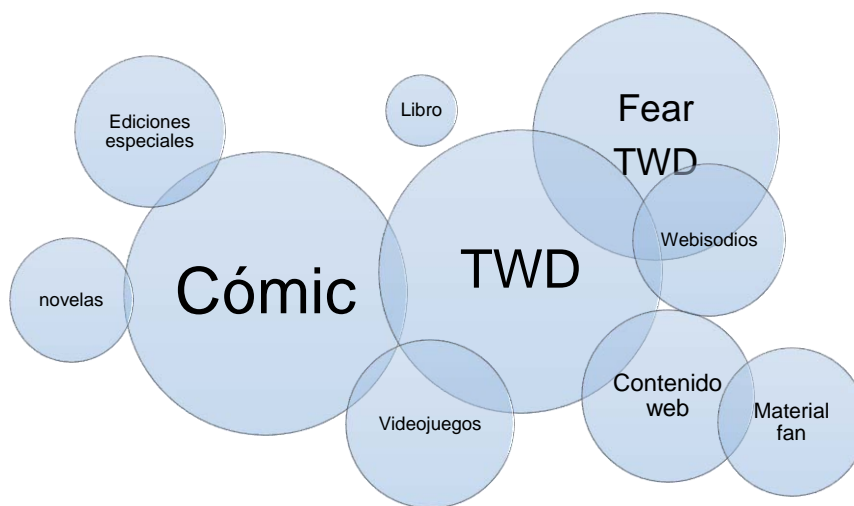 Ediciones
especiales
Libro
Fear
TWD
Cómic
TWD
Webisodios
novelas
Videojuegos
Contenido
web
Material
fan